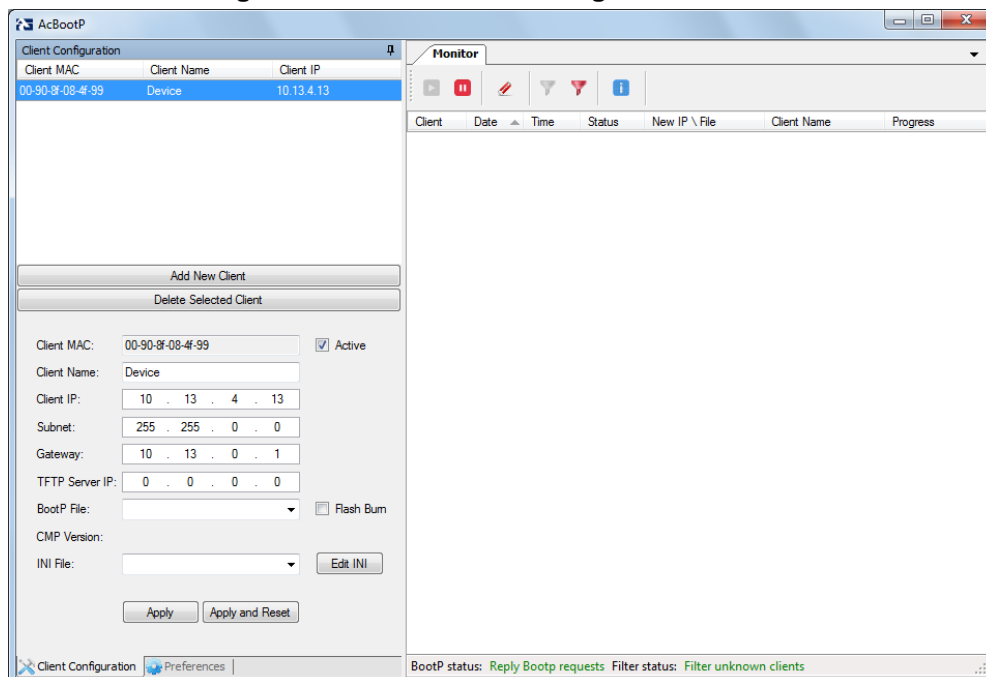 AcBootP
Client Configuration
Client MAC Client Name Client IP
00-90-8f-08-4f-99 Device 10.13.4.13
Add New Client
Delete Selected Client
Client MAC: 00-90-8f-08-4f-99 Active
Client Name: Device
Client IP: 10 . 13 . 4 . 13
Subnet: 255 . 255 . 0 . 0
Gateway: 10 . 13 . 0 . 1
TFTP Server IP: 0 . 0 . 0 . 0
BootP File: Flash Burn
CMP Version:
INI File: Edit INI
Apply Apply and Reset
Client Configuration Preferences
Monitor
Client Date Time Status New IP \ File Client Name Progress
BootP status: Reply Bootp requests Filter status: Filter unknown clients